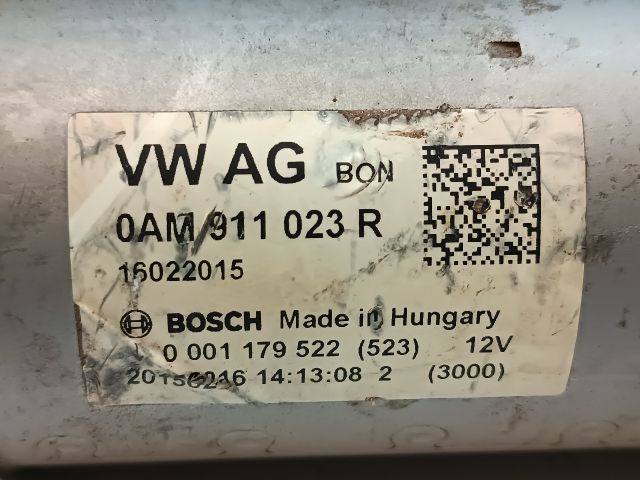 VW AG BON
0AM 911 023 R
16022015
BOSCH Made in Hungary
0 001 179 522 (523) 12V
14:13:08 2 (3000)